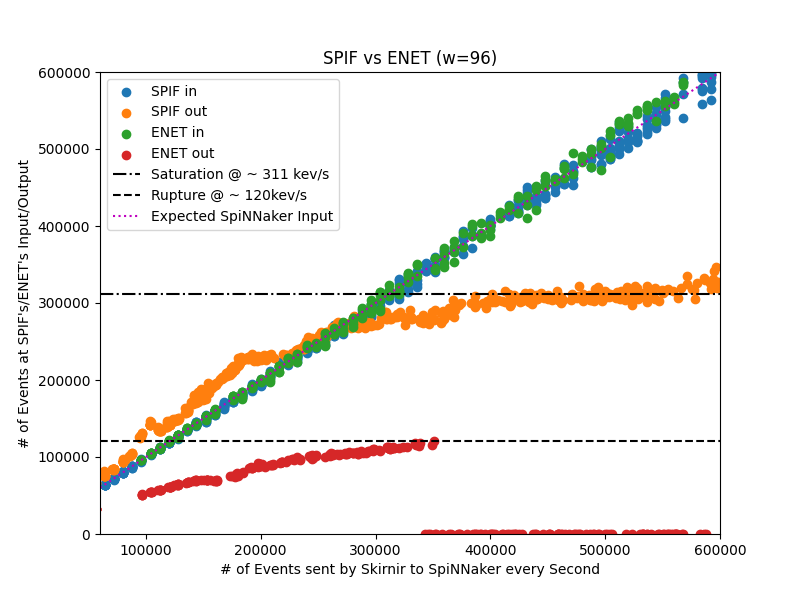 SPIF vs ENET (w=96)
SPIF in
SPIF out
ENET in
ENET out
Saturation @ ~ 311 kev/s
Rupture @ ~ 120kev/s
Expected SpiNNaker Input
# of Events at SPIF's/ENET's Input/Output
600000
500000
400000
300000
200000
100000
0
100000 200000 300000 400000 500000 600000
# of Events sent by Skirnir to SpiNNaker every Second